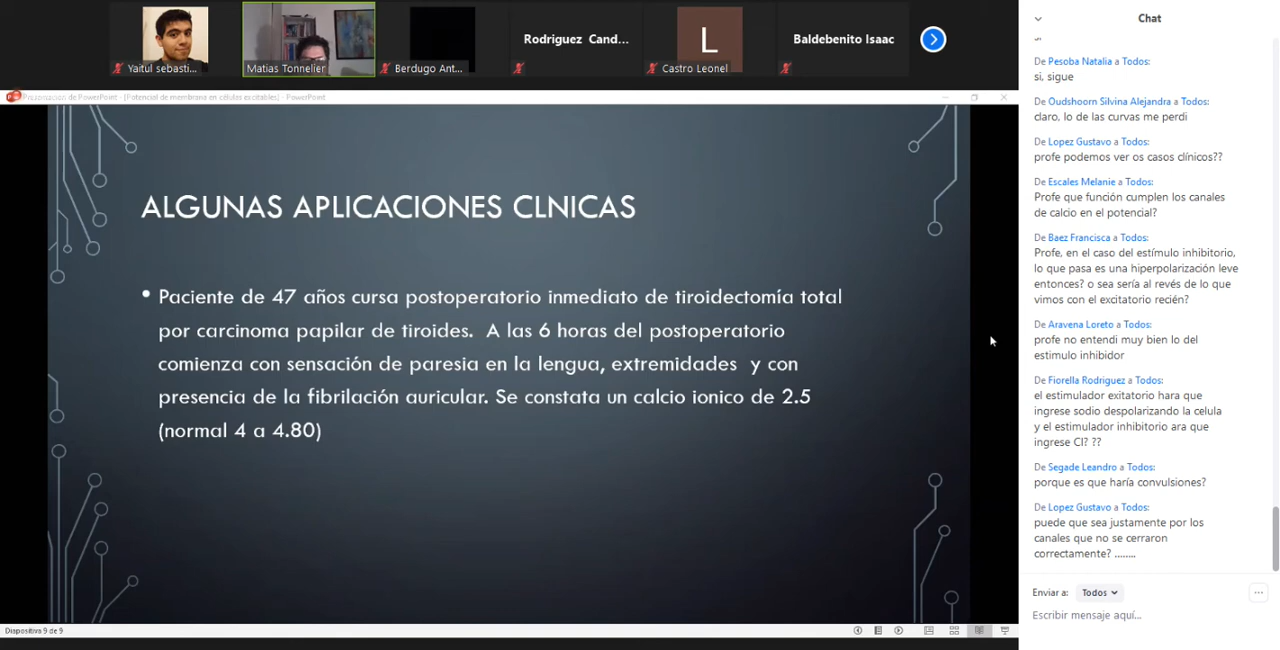 Yaitul sebasti...
Matias Tonnelier
Berdugo Ant...
Rodriguez Cand...
L
Castro Leonel
Baldebenito Isaac
Presentación de PowerPoint - [Potencial de membrana en células excitables] - PowerPoint
ALGUNAS APLICACIONES CLNICAS
• Paciente de 47 años cursa postoperatorio inmediato de tiroidectomía total
por carcinoma papilar de tiroides. A las 6 horas del postoperatorio
comienza con sensación de paresia en la lengua, extremidades y con
presencia de la fibrilación auricular. Se constata un calcio ionico de 2.5
(normal 4 a 4.80)
Diapositiva 9 de 9
Chat
De Pesoba Natalia a Todos:
si, sigue
De Oudshoorn Silvina Alejandra a Todos:
claro, lo de las curvas me perdi
De Lopez Gustavo a Todos:
profe podemos ver os casos clínicos??
De Escales Melanie a Todos:
Profe que función cumplen los canales
de calcio en el potencial?
De Baez Francisca a Todos:
Profe, en el caso del estímulo inhibitorio,
lo que pasa es una hiperpolarización leve
entonces? o sea sería al revés de lo que
vimos con el excitatorio recién?
De Aravena Loreto a Todos:
profe no entendi muy bien lo del
estimulo inhibidor
De Fiorella Rodriguez a Todos:
el estimulador exitatorio hara que
ingrese sodio despolarizando la celula
y el estimulador inhibitorio ara que
ingrese Cl? ??
De Segade Leandro a Todos:
porque es que haría convulsiones?
De Lopez Gustavo a Todos:
puede que sea justamente por los
canales que no se cerraron
correctamente? ........
Enviar a: Todos
Escribir mensaje aquí...